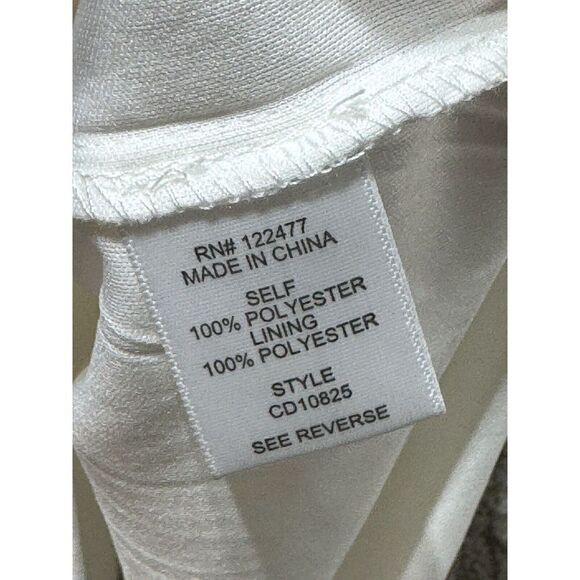 RN# 122477
MADE IN CHINA
SELF
100% POLYESTER
LINING
100% POLYESTER
STYLE
CD10825
SEE REVERSE